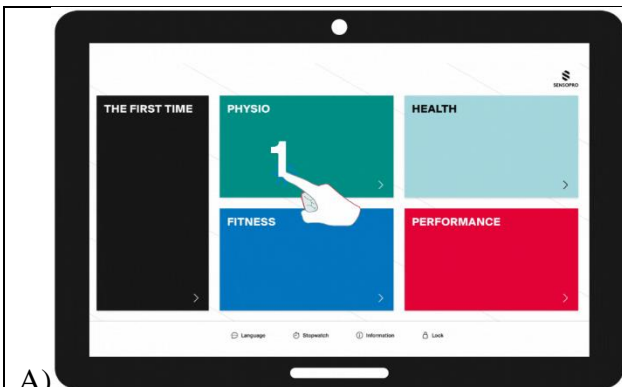 SENSOPRO
THE FIRST TIME
PHYSIO
HEALTH
1
FITNESS
PERFORMANCE
Language Stopwatch Information Lock
A)